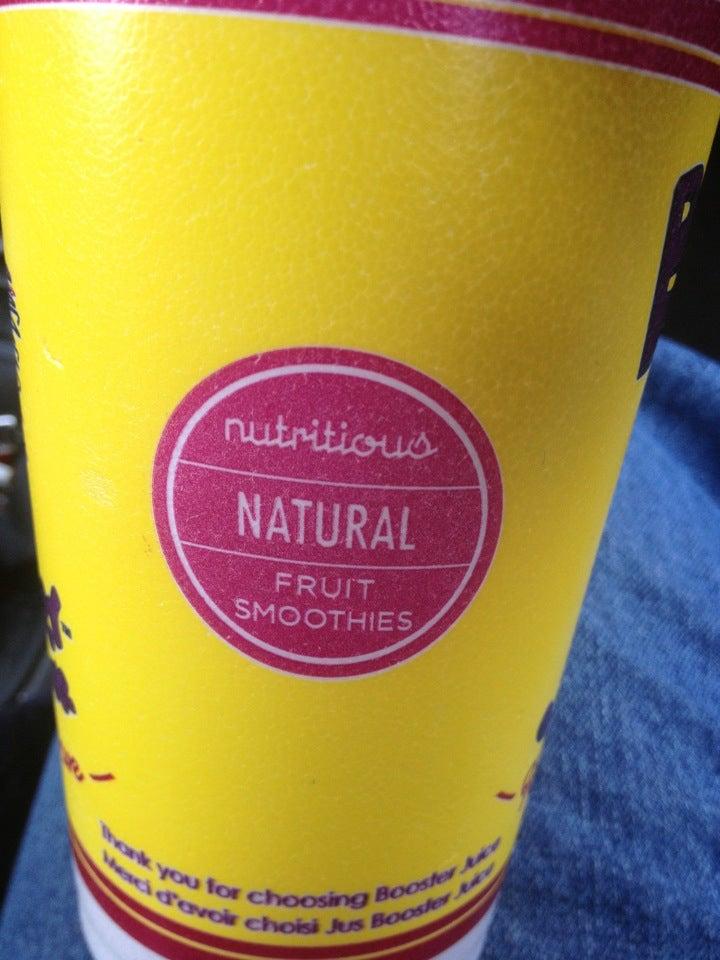 nutritious
NATURAL
FRUIT
SMOOTHIES
Thank you for choosing Booster Juice
Merci d'avoir choisi Jus Booster Juice